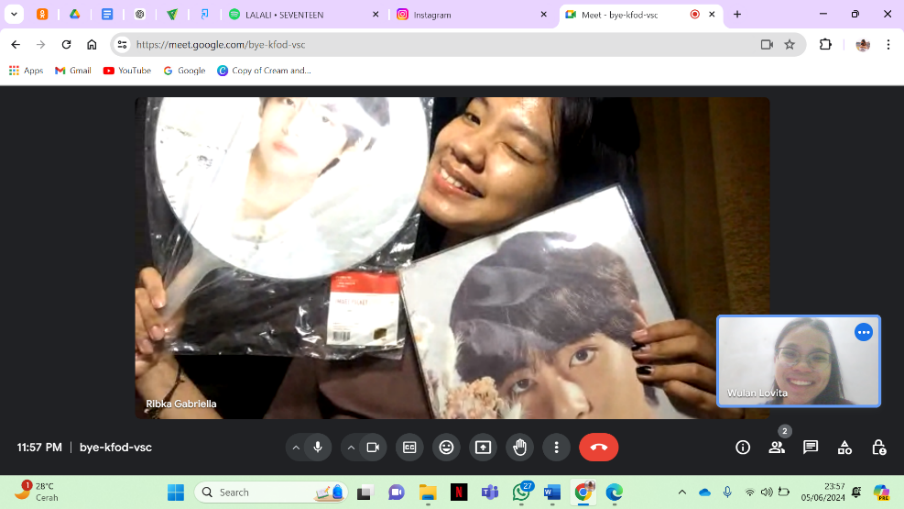 LALALI • SEVENTEEN
Instagram
Meet - bye-kfod-vsc
https://meet.google.com/bye-kfod-vsc
Apps
Gmail
YouTube
Google
Copy of Cream and...
Ribka Gabriella
Wulan Lovita
11:57 PM | bye-kfod-vsc
CC
2
1
28°C
Cerah
Search
27
23:57
05/06/2024
PRE